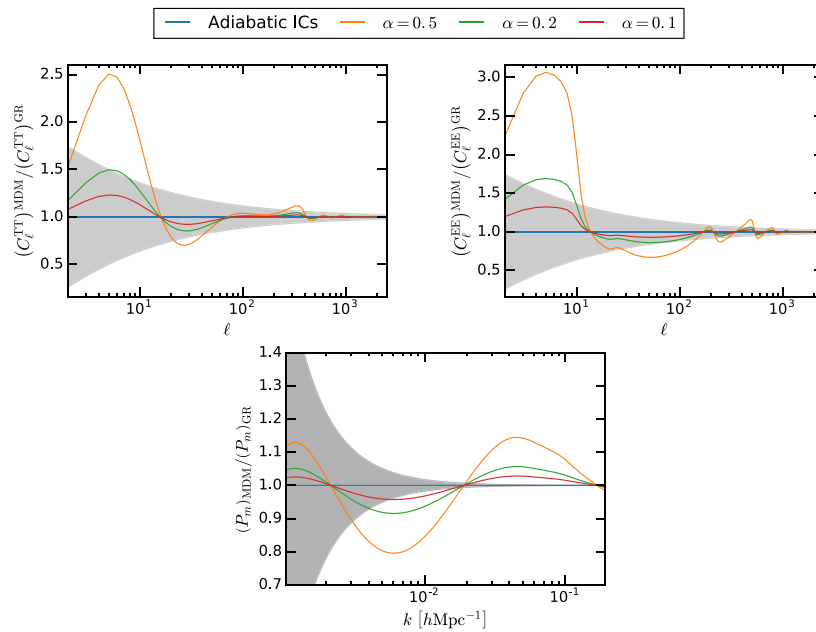 Adiabatic ICs α = 0.5 α = 0.2 α = 0.1
(C_ℓ^TT)^MDM/(C_ℓ^TT)^GR
2.5
2.0
1.5
1.0
0.5
10^1 10^2 10^3
ℓ
(C_ℓ^EE)^MDM/(C_ℓ^EE)^GR
3.0
2.5
2.0
1.5
1.0
0.5
10^1 10^2 10^3
ℓ
(P_m)_MDM/(P_m)_GR
1.4
1.3
1.2
1.1
1.0
0.9
0.8
0.7
10^-2 10^-1
k [hMpc^-1]